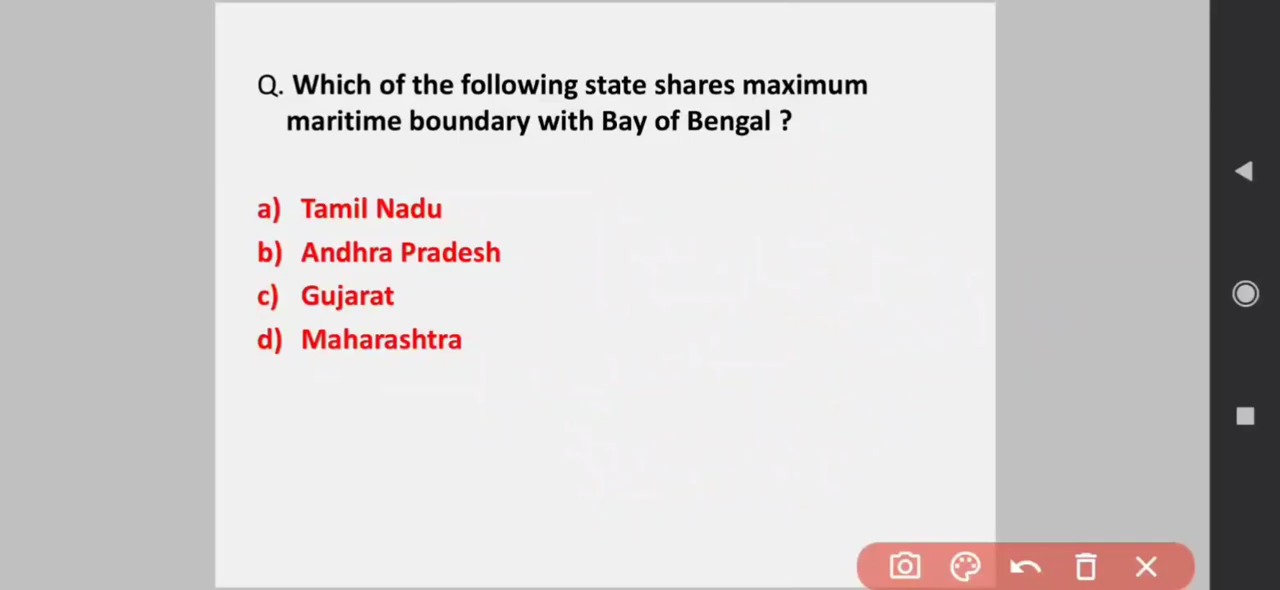 Q. Which of the following state shares maximum
maritime boundary with Bay of Bengal ?
a) Tamil Nadu
b) Andhra Pradesh
c) Gujarat
d) Maharashtra